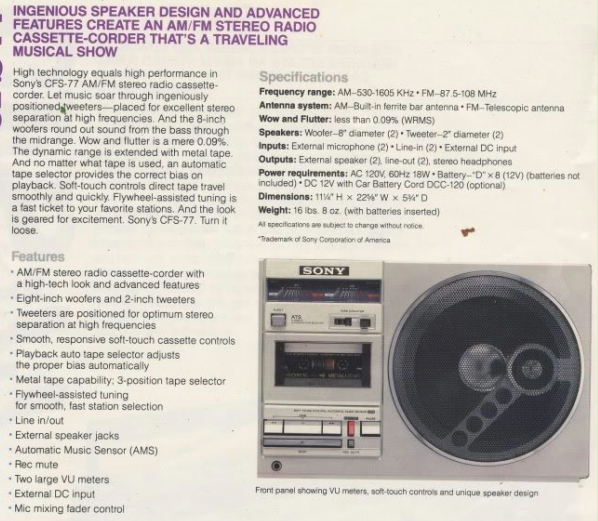 INGENIOUS SPEAKER DESIGN AND ADVANCED
FEATURES CREATE AN AM/FM STEREO RADIO
CASSETTE-CORDER THAT'S A TRAVELING
MUSICAL SHOW
High technology equals high performance in
Sony's CFS-77 AM/FM stereo radio cassette-
corder. Let music soar through ingeniously
positioned tweeters—placed for excellent stereo
separation at high frequencies. And the 8-inch
woofers round out sound from the bass through
the midrange. Wow and flutter is a mere 0.09%.
The dynamic range is extended with metal tape.
And no matter what tape is used, an automatic
tape selector provides the correct bias on
playback. Soft-touch controls direct tape travel
smoothly and quickly. Flywheel-assisted tuning is
a fast ticket to your favorite stations. And the look
is geared for excitement. Sony's CFS-77. Turn it
loose.
Features
• AM/FM stereo radio cassette-corder with
a high-tech look and advanced features
• Eight-inch woofers and 2-inch tweeters
• Tweeters are positioned for optimum stereo
separation at high frequencies
• Smooth, responsive soft-touch cassette controls
• Playback auto tape selector adjusts
the proper bias automatically
• Metal tape capability; 3-position tape selector
• Flywheel-assisted tuning
for smooth, fast station selection
• Line in/out
• External speaker jacks
• Automatic Music Sensor (AMS)
• Rec mute
• Two large VU meters
• External DC input
• Mic mixing fader control
Specifications
Frequency range: AM–530-1605 KHz • FM–87.5-108 MHz
Antenna system: AM–Built-in ferrite bar antenna • FM–Telescopic antenna
Wow and Flutter: less than 0.09% (WRMS)
Speakers: Woofer–8" diameter (2) • Tweeter–2" diameter (2)
Inputs: External microphone (2) • Line-in (2) • External DC input
Outputs: External speaker (2), line-out (2), stereo headphones
Power requirements: AC 120V, 60Hz 18W • Battery–"D" × 8 (12V) (batteries not
included) • DC 12V with Car Battery Cord DCC-120 (optional)
Dimensions: 11¼" H × 22⅝" W × 5¼" D
Weight: 16 lbs. 8 oz. (with batteries inserted)
All specifications are subject to change without notice.
*Trademark of Sony Corporation of America
SONY
ATS
Front panel showing VU meters, soft-touch controls and unique speaker design